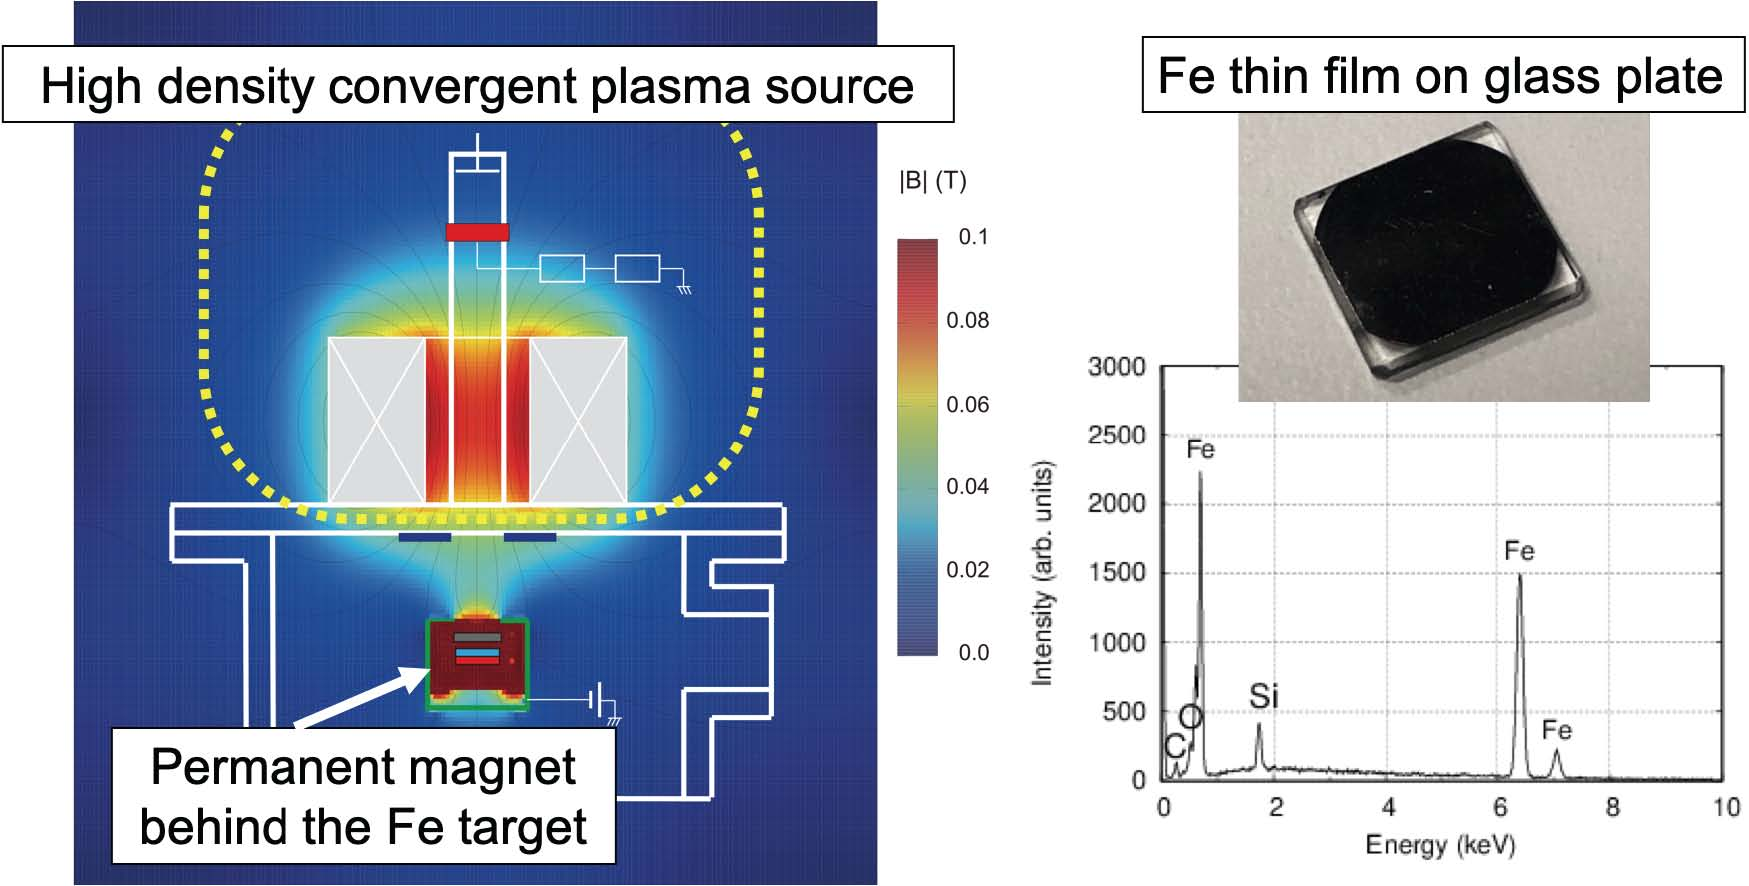 High density convergent plasma source
Fe thin film on glass plate
|B| (T)
0.1
0.08
0.06
0.04
0.02
0.0
Permanent magnet
behind the Fe target
3000
2500
2000
1500
1000
500
0
Intensity (arb. units)
Fe
Fe
Fe
Si
O
C
0
2
4
6
8
10
Energy (keV)